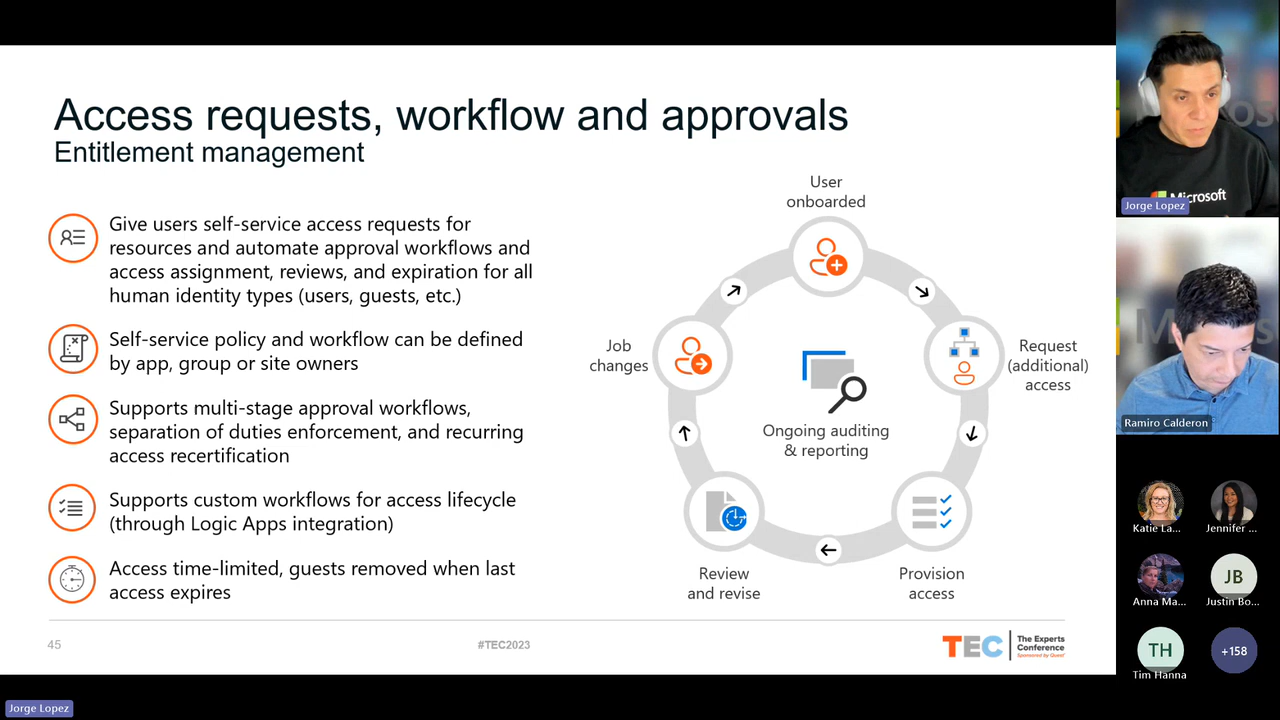 Access requests, workflow and approvals
Entitlement management
Give users self-service access requests for
resources and automate approval workflows and
access assignment, reviews, and expiration for all
human identity types (users, guests, etc.)
Self-service policy and workflow can be defined
by app, group or site owners
Supports multi-stage approval workflows,
separation of duties enforcement, and recurring
access recertification
Supports custom workflows for access lifecycle
(through Logic Apps integration)
Access time-limited, guests removed when last
access expires
User
onboarded
Request
(additional)
access
Provision
access
Review
and revise
Job
changes
Ongoing auditing
& reporting
45
#TEC2023
TEC
The Experts
Conference
Sponsored by Quest
Microsoft
Jorge Lopez
Ramiro Calderon
Katie La...
Jennifer ...
Anna Ma...
JB
Justin Bo...
TH
Tim Hanna
+158
Jorge Lopez